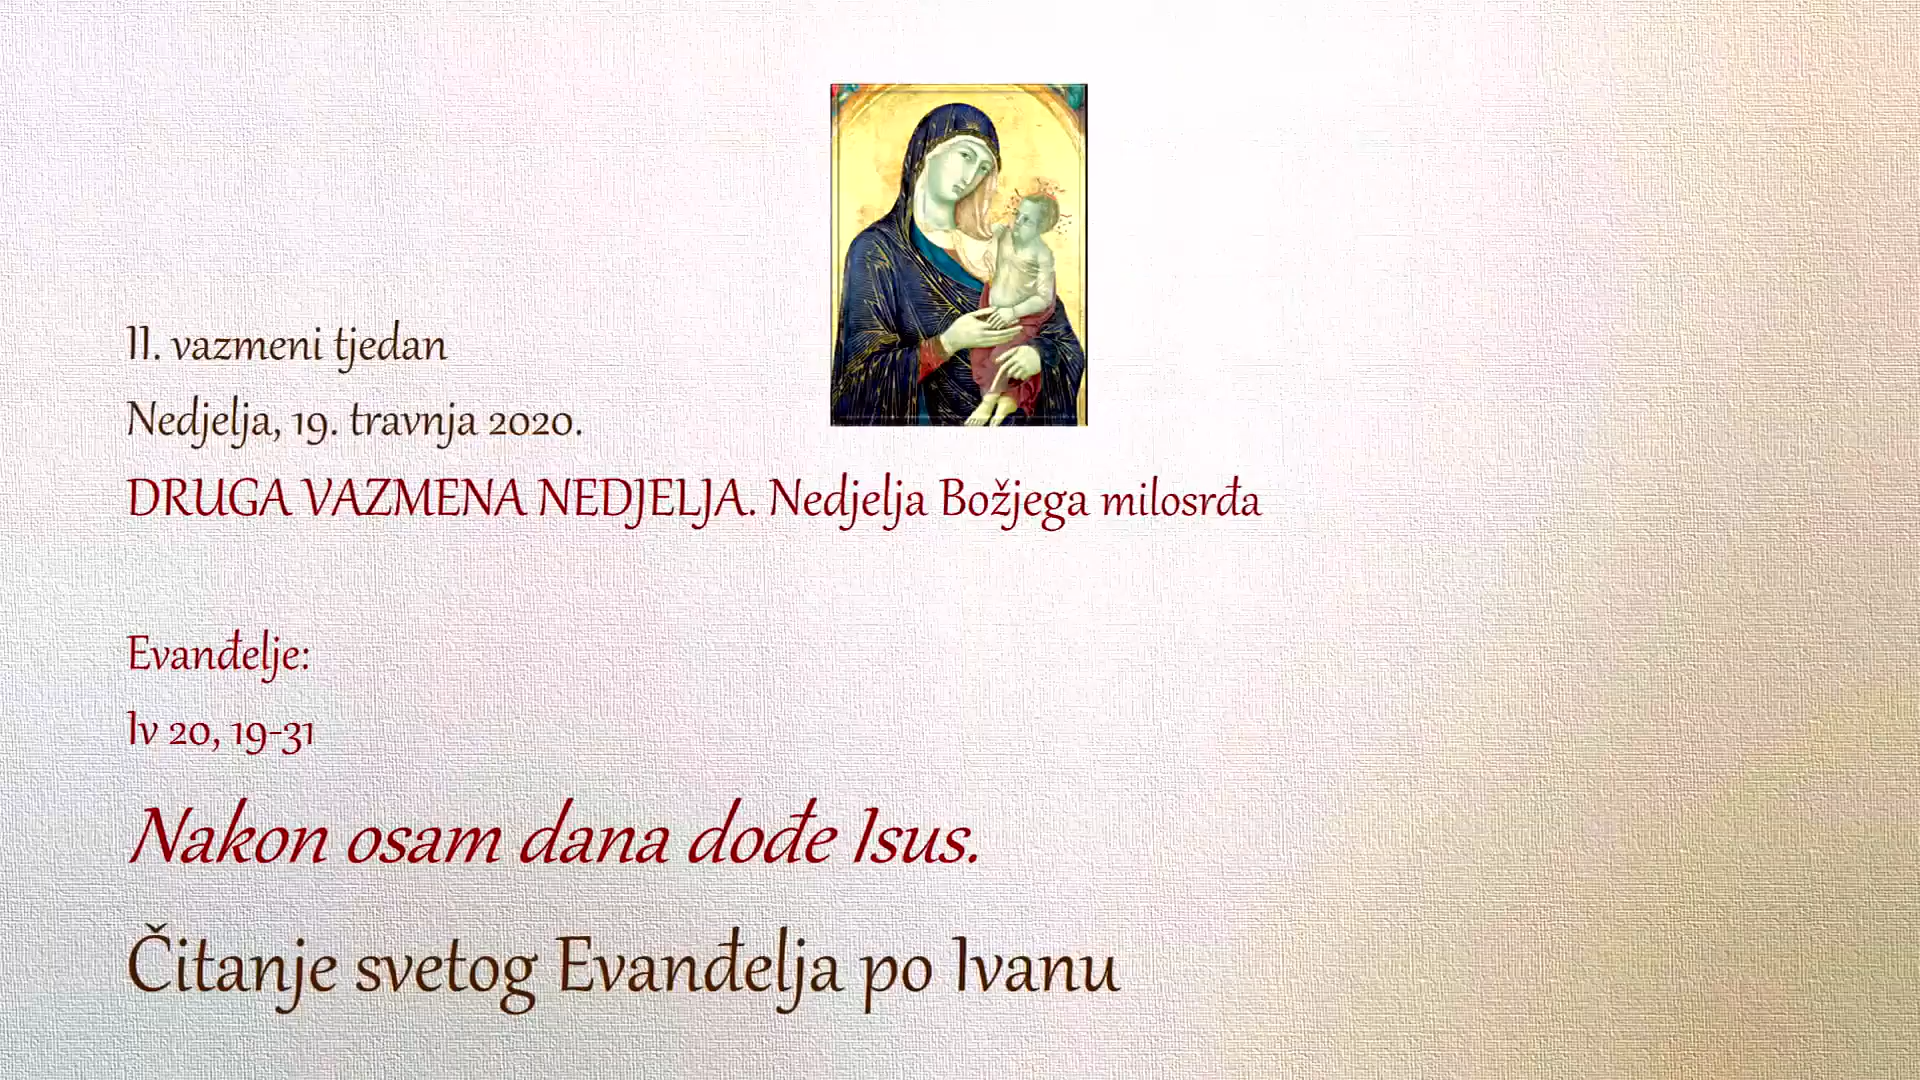 II. vazmeni tjedan
Nedjelja, 19. travnja 2020.
DRUGA VAZMENA NEDJELJA. Nedjelja Božjega milosrđa
Evanđelje:
Iv 20, 19-31
Nakon osam dana dođe Isus.
Čitanje svetog Evanđelja po Ivanu